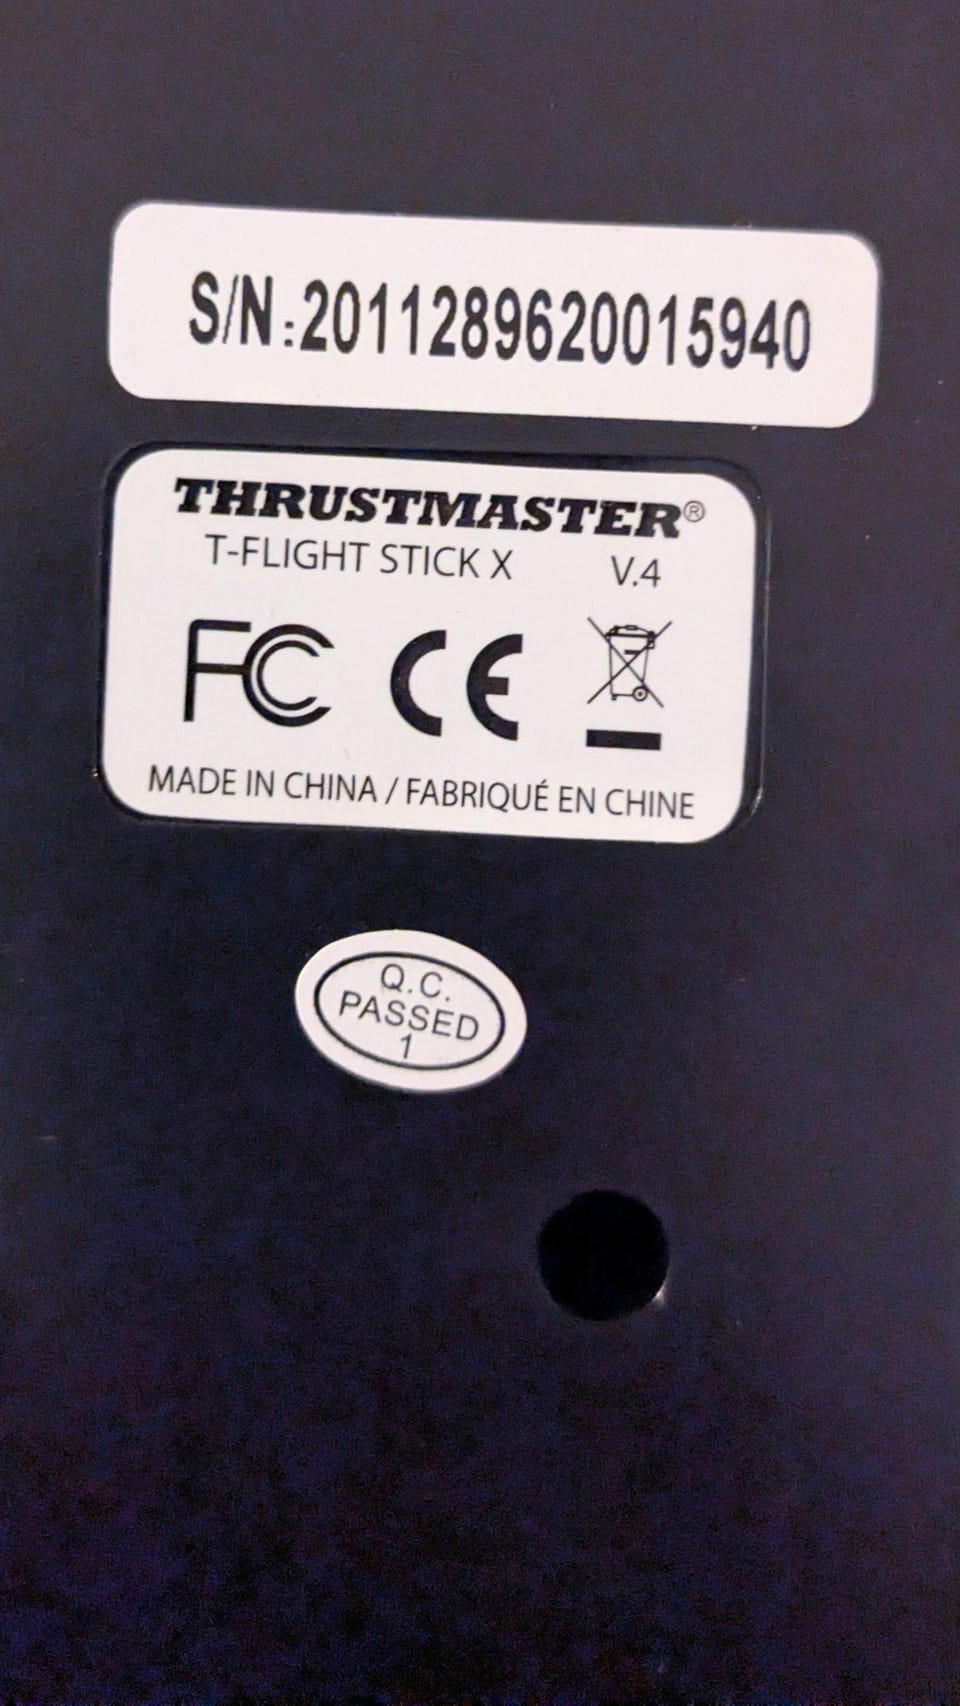 S/N:2011289620015940
THRUSTMASTER®
T-FLIGHT STICK X V.4
FC CE
MADE IN CHINA / FABRIQUÉ EN CHINE
Q.C.
PASSED
1